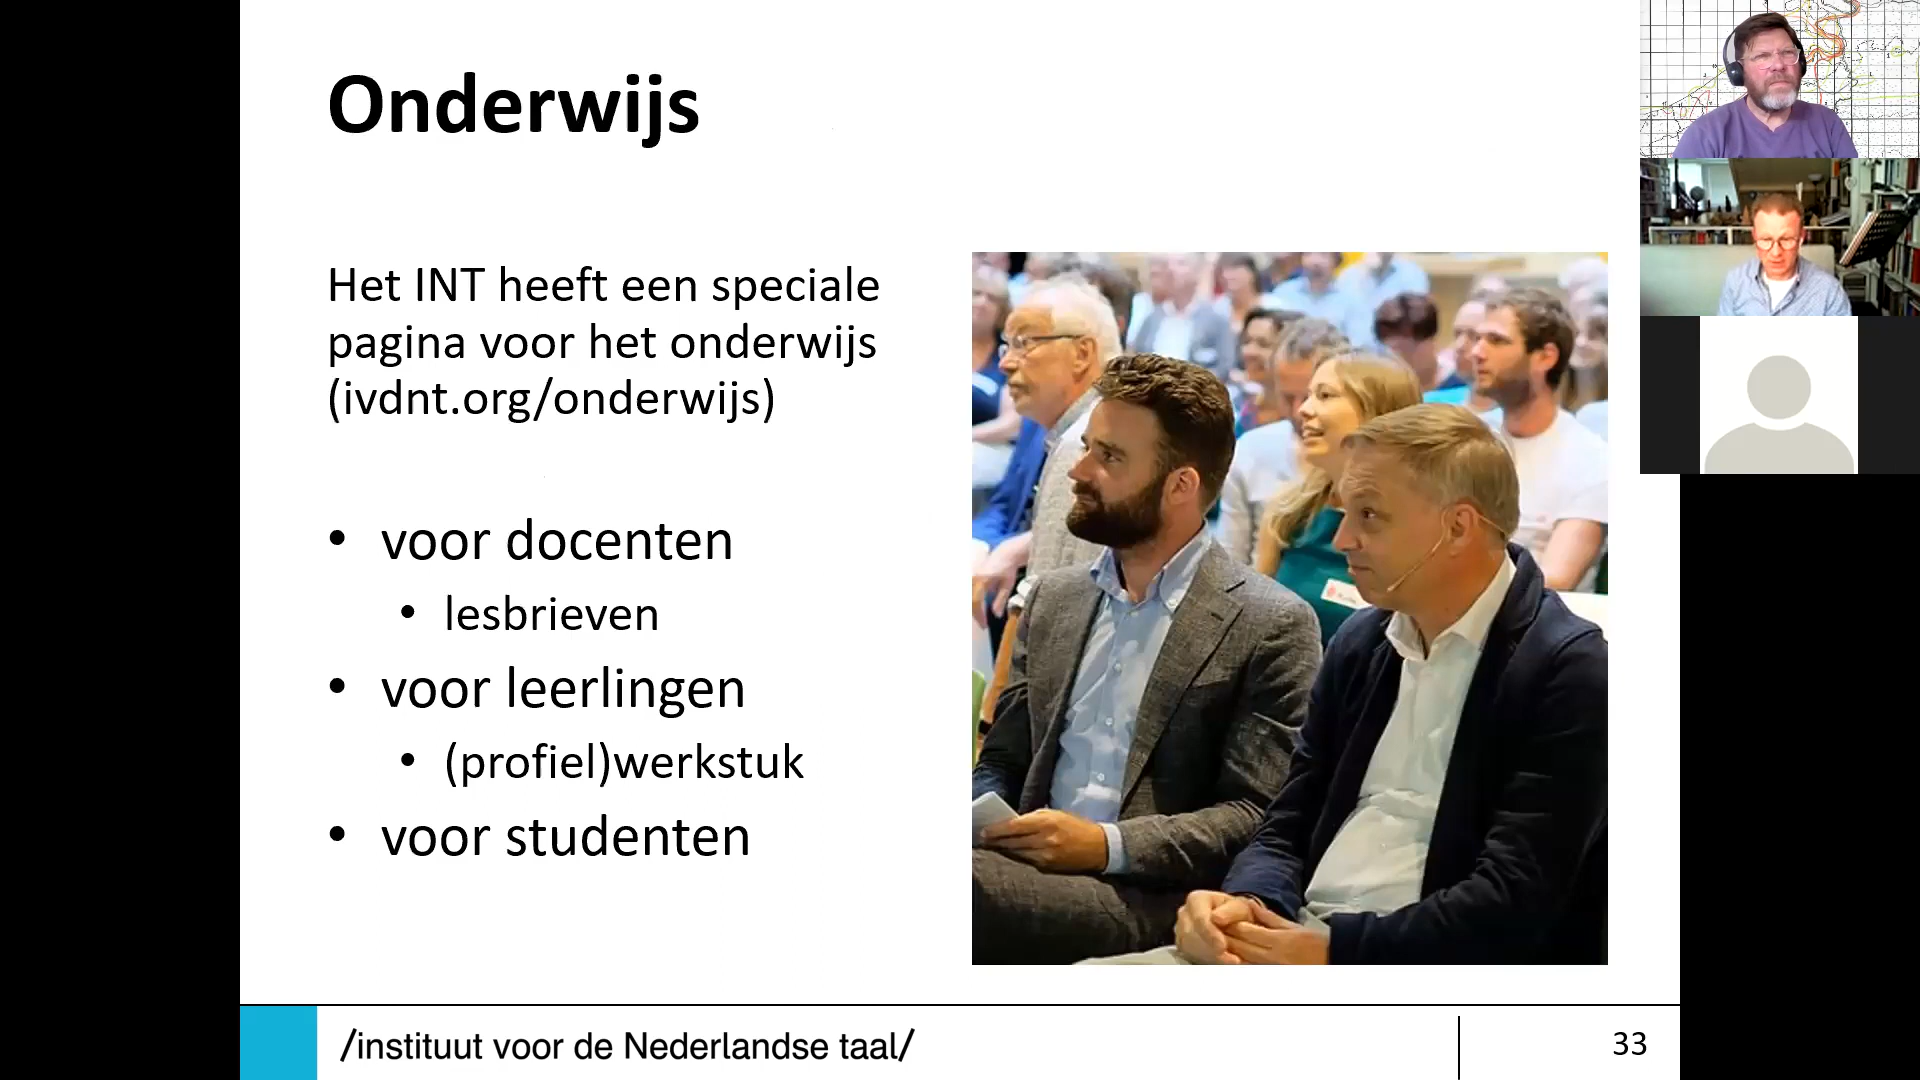 Onderwijs
Het INT heeft een speciale
pagina voor het onderwijs
(ivdnt.org/onderwijs)
• voor docenten
• lesbrieven
• voor leerlingen
• (profiel)werkstuk
• voor studenten
/instituut voor de Nederlandse taal/
33